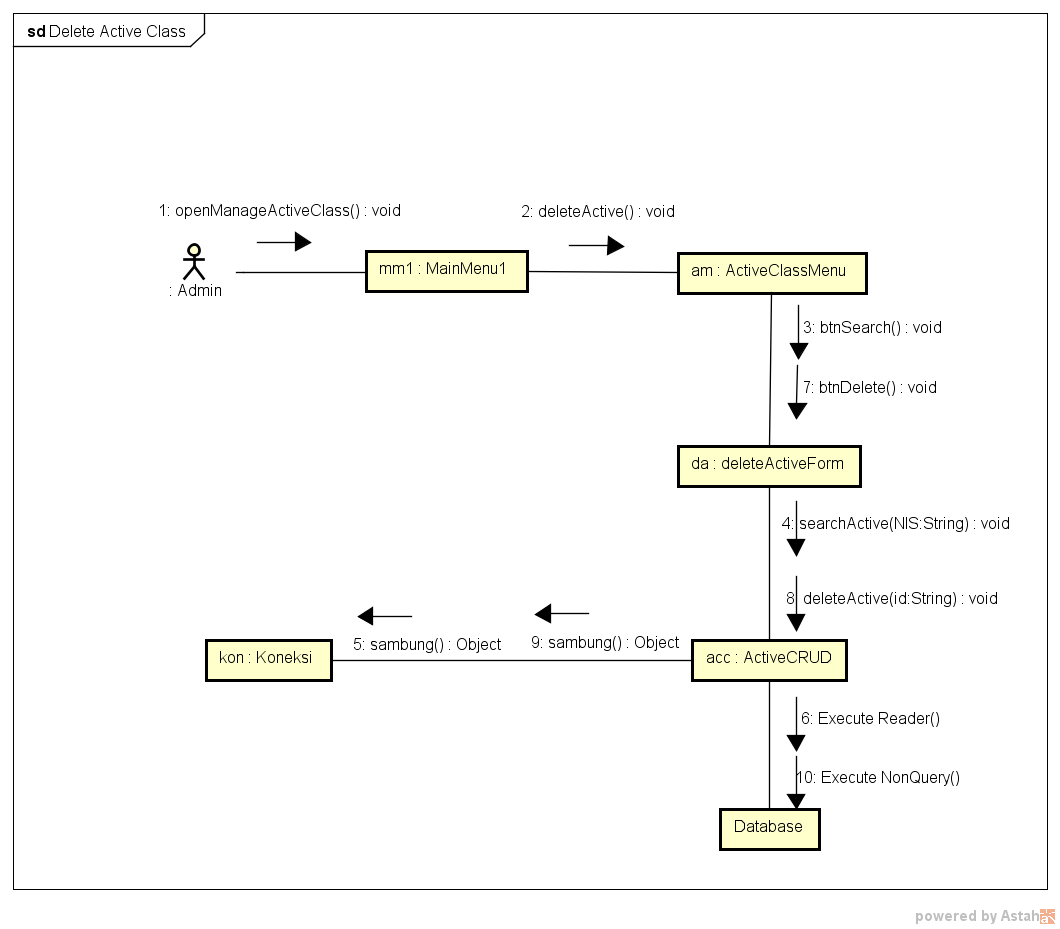 sd Delete Active Class
1: openManageActiveClass() : void
2: deleteActive() : void
: Admin
mm1 : MainMenu1
am : ActiveClassMenu
3: btnSearch() : void
7: btnDelete() : void
da : deleteActiveForm
4: searchActive(NIS:String) : void
8: deleteActive(id:String) : void
5: sambung() : Object
9: sambung() : Object
kon : Koneksi
acc : ActiveCRUD
6: Execute Reader()
10: Execute NonQuery()
Database
powered by Astah